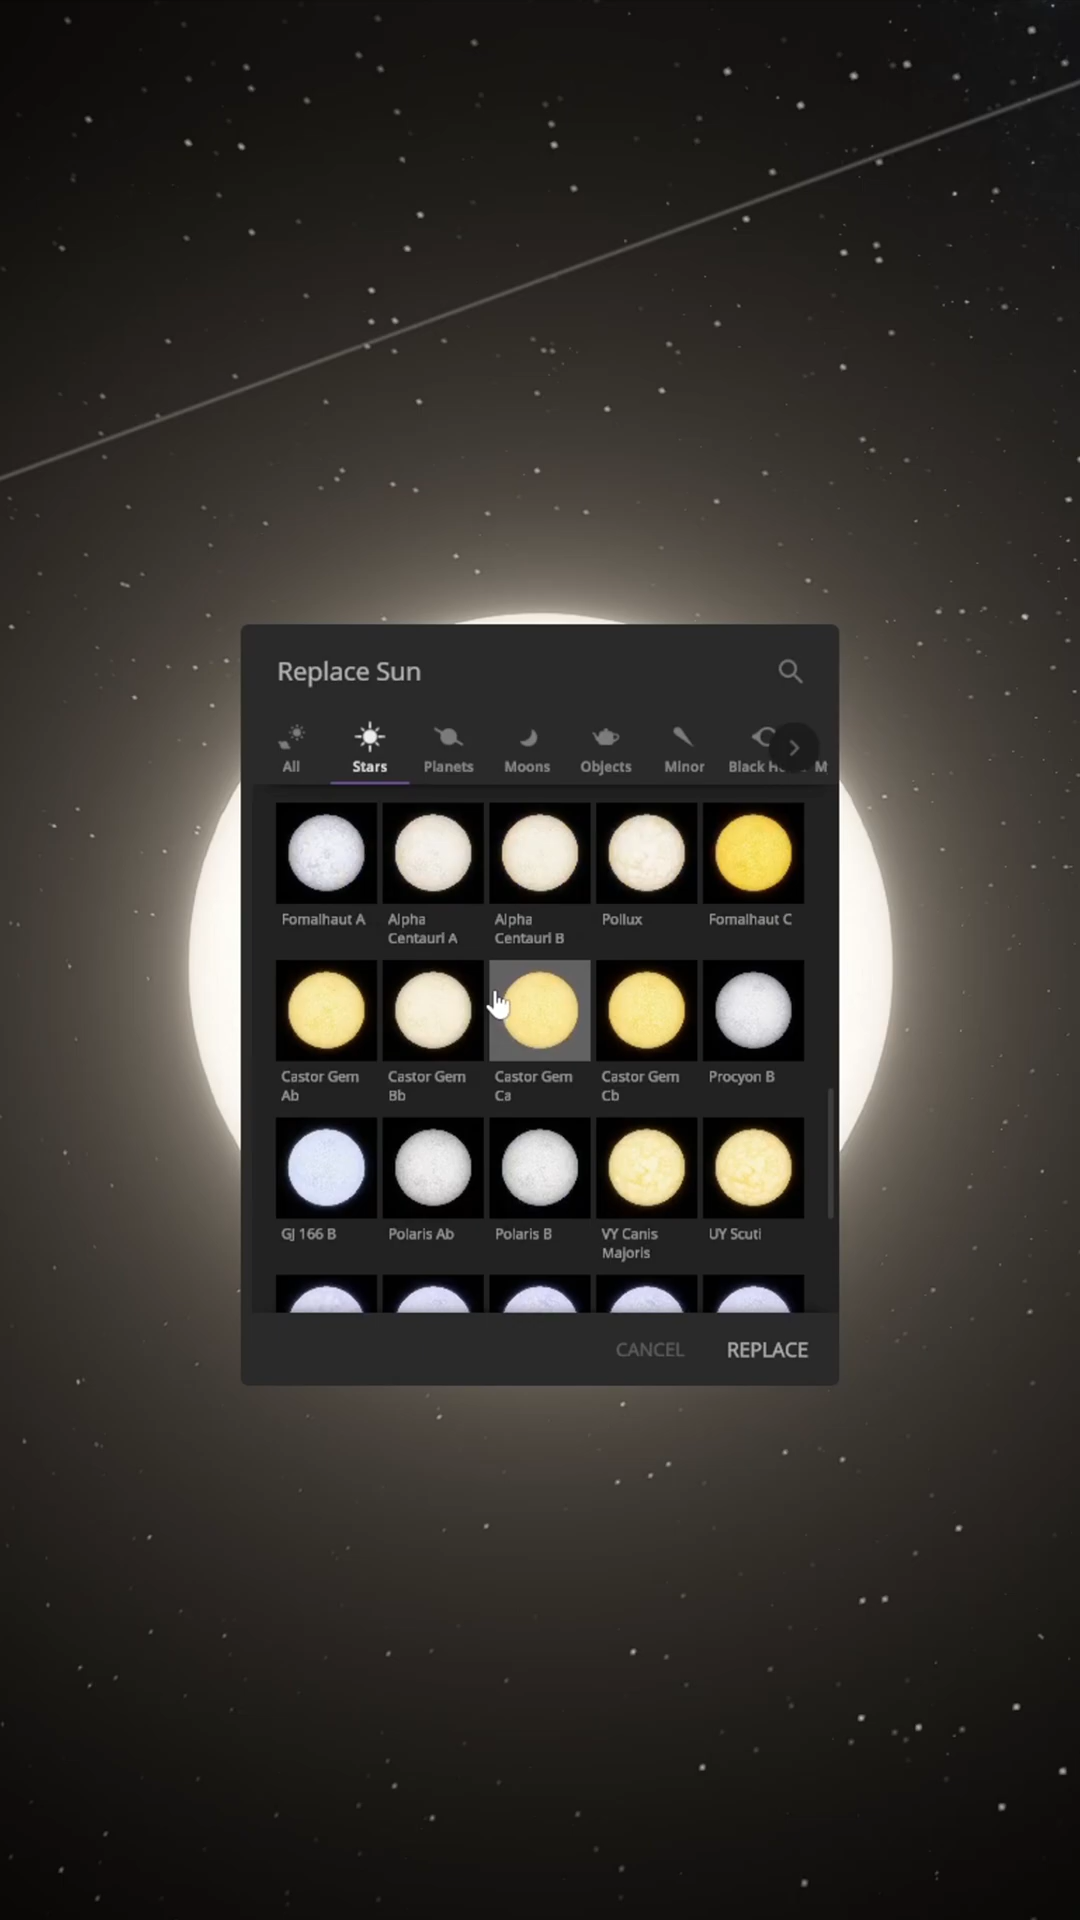 Replace Sun
All Stars Planets Moons Objects Minor Black M
Fomalhaut A Alpha Alpha Pollux Fomalhaut C
Centauri A Centauri B
Castor Gem Castor Gem Castor Gem Castor Gem Procyon B
Ab Bb Ca Cb
GJ 166 B Polaris Ab Polaris B VY Canis UY Scuti
Majoris
CANCEL REPLACE